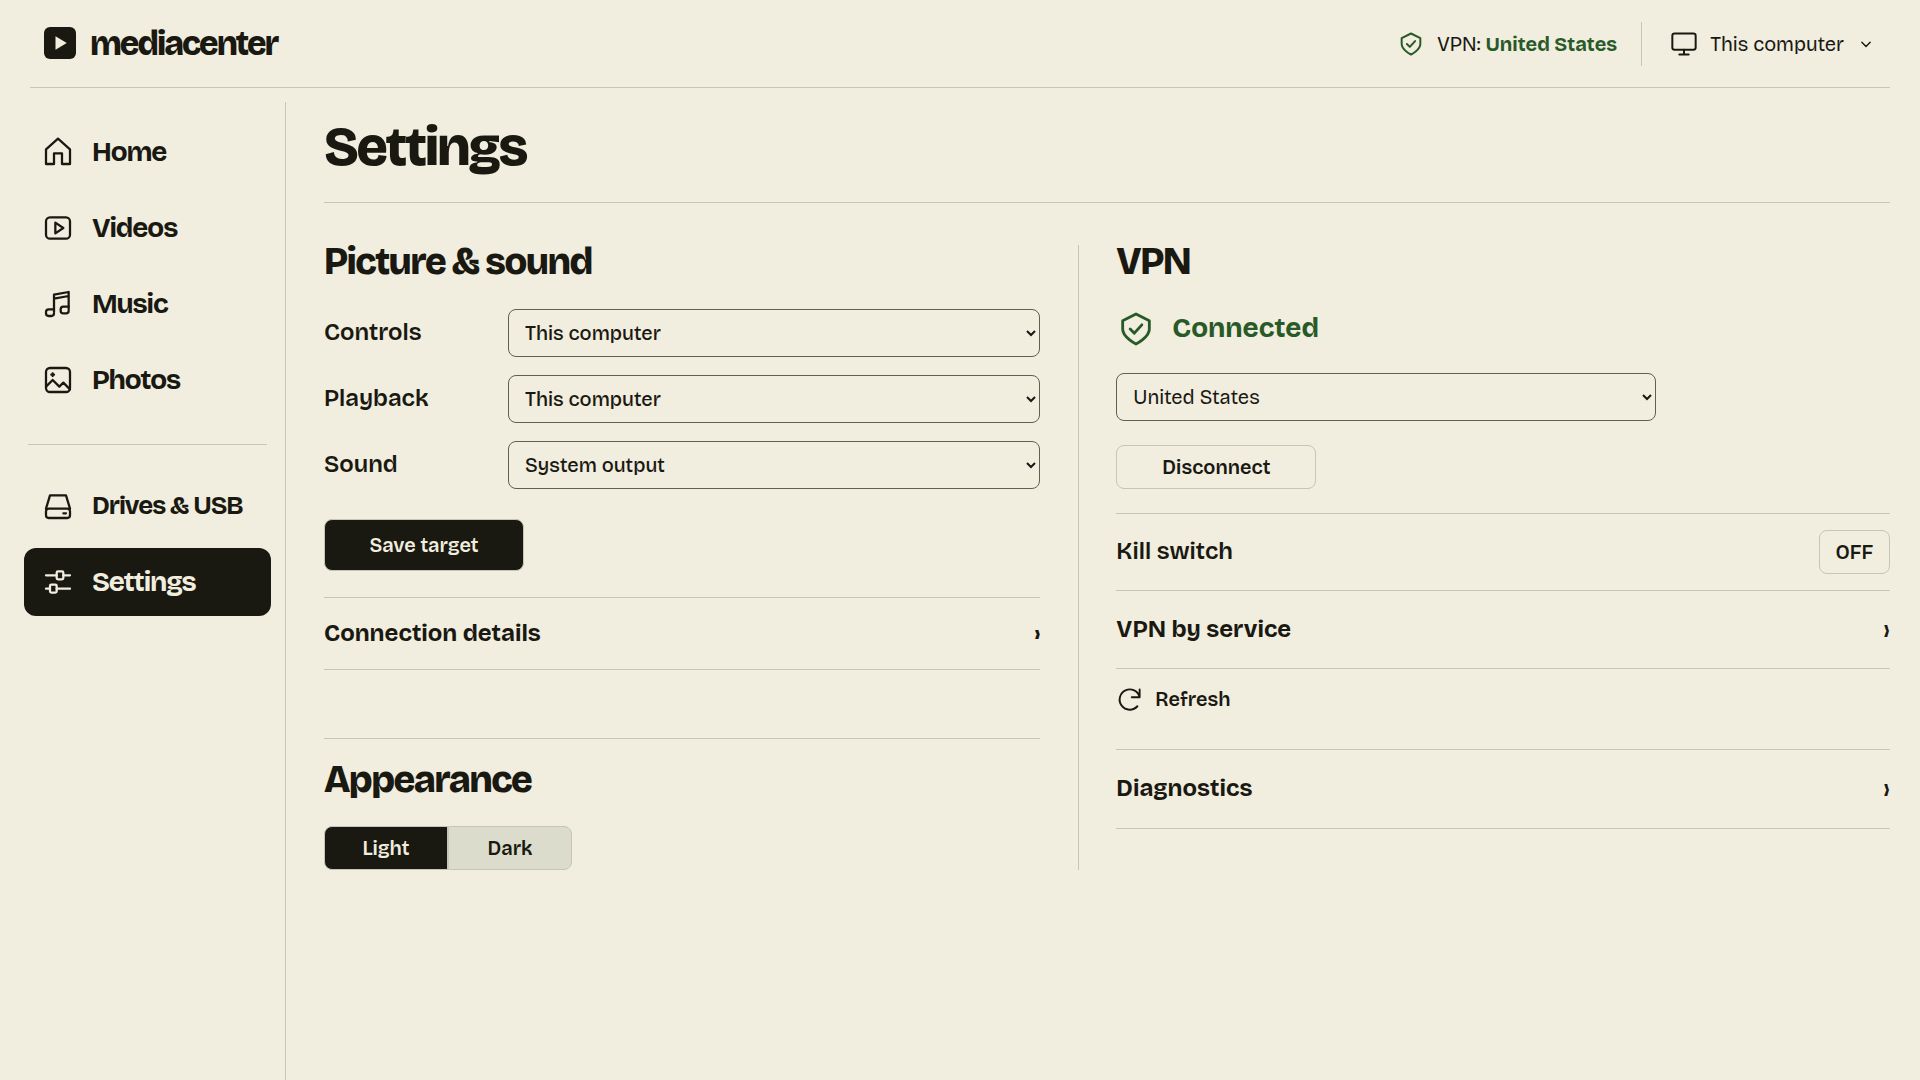 mediacenter
VPN: United States
This computer
Home
Videos
Music
Photos
Drives & USB
Settings
Settings
Picture & sound
Controls
This computer
Playback
This computer
Sound
System output
Save target
Connection details
Appearance
Light
Dark
VPN
Connected
United States
Disconnect
Kill switch
OFF
VPN by service
Refresh
Diagnostics